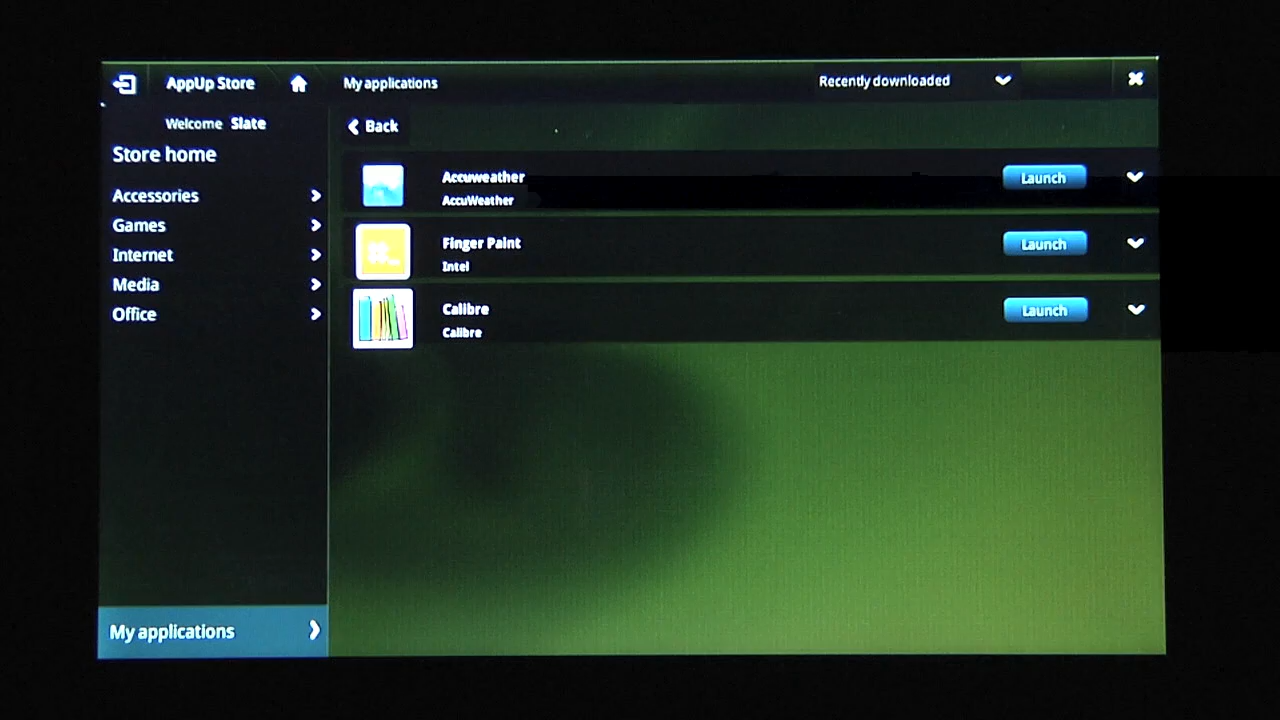 AppUp Store
My applications
Recently downloaded
Welcome Slate
Store home
Accessories
Games
Internet
Media
Office
My applications
Back
Accuweather
AccuWeather
Launch
Finger Paint
Intel
Launch
Calibre
Calibre
Launch